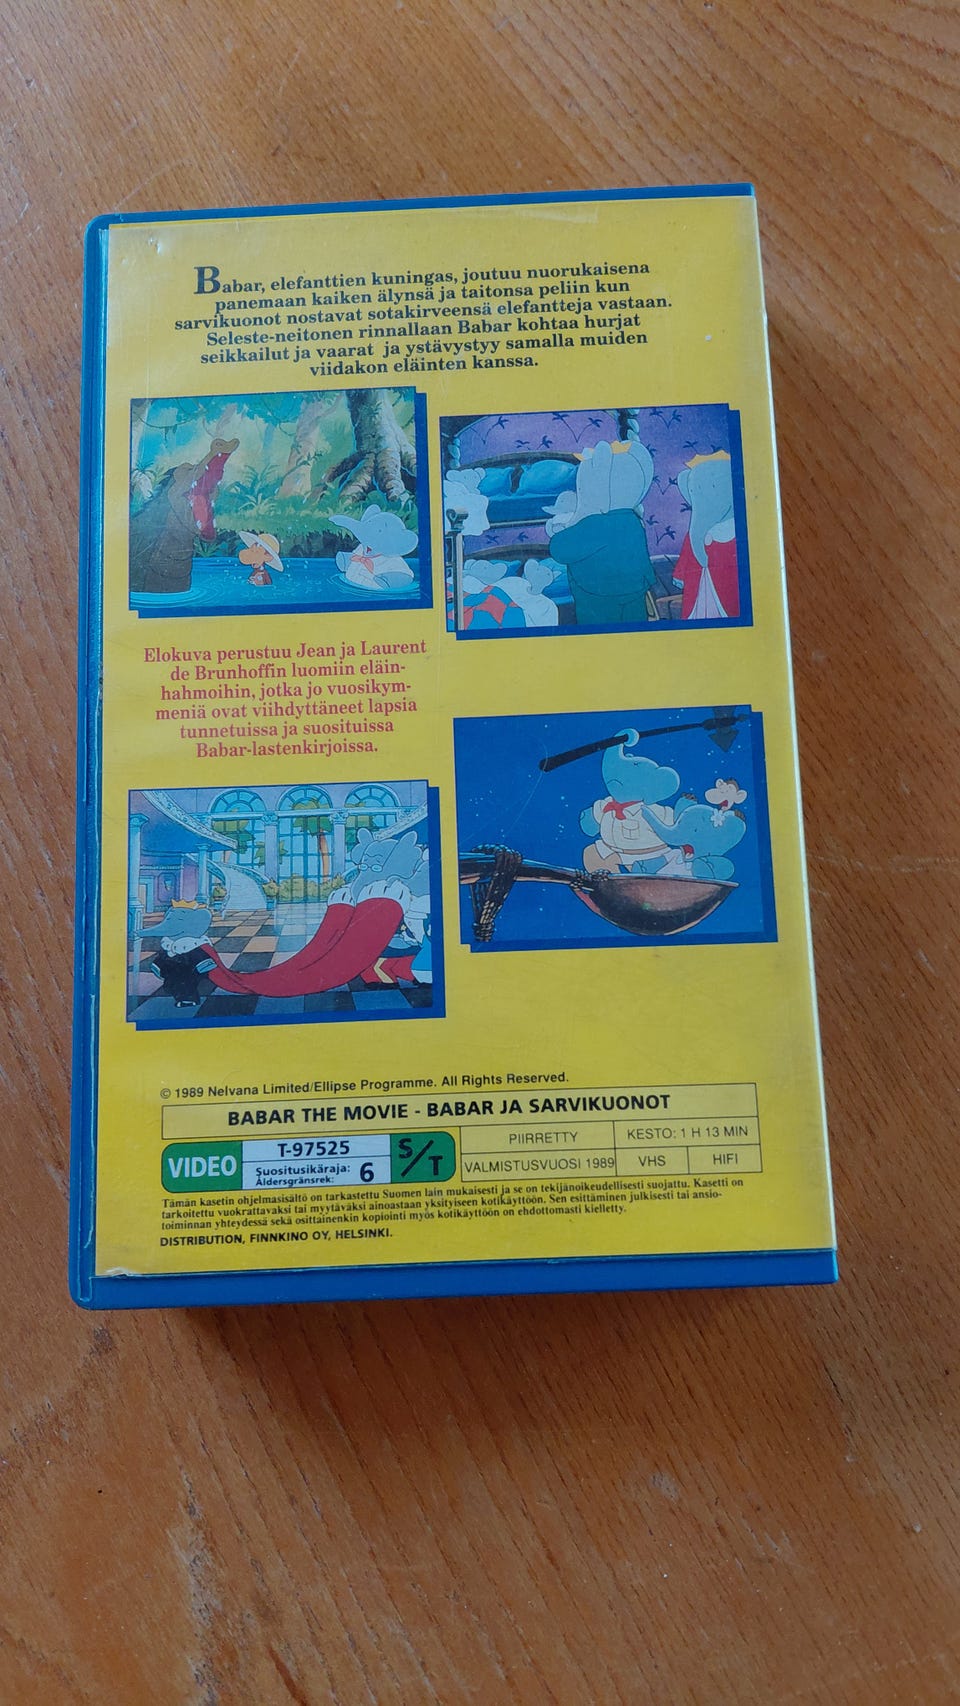 Babar, elefanttien kuningas, joutuu nuorukaisena
panemaan kaiken älynsä ja taitonsa peliin kun
sarvikuonot nostavat sotakirveensä elefantteja vastaan.
Seleste-neitonen rinnallaan Babar kohtaa hurjat
seikkailut ja vaarat ja ystävystyy samalla muiden
viidakon eläinten kanssa.
Elokuva perustuu Jean ja Laurent
de Brunhoffin luomiin eläin-
hahmoihin, jotka jo vuosikym-
meniä ovat viihdyttäneet lapsia
tunnetuissa ja suosituissa
Babar-lastenkirjoissa.
© 1989 Nelvana Limited/Ellipse Programme. All Rights Reserved.
BABAR THE MOVIE - BABAR JA SARVIKUONOT
VIDEO
T-97525
Suositusikäraja:
Åldersgränsrek:
6
S/T
PIIRRETTY
KESTO: 1 H 13 MIN
VALMISTUSVUOSI 1989
VHS
HIFI
Tämän kasetin ohjelmasisältö on tarkastettu Suomen lain mukaisesti ja se on tekijänoikeudellisesti suojattu. Kasetti on
tarkoitettu vuokrattavaksi tai myytäväksi ainoastaan yksityiseen kotikäyttöön. Sen esittäminen julkisesti tai ansio-
toiminnan yhteydessä sekä osittainenkin kopiointi myös kotikäyttöön on ehdottomasti kielletty.
DISTRIBUTION, FINNKINO OY, HELSINKI.